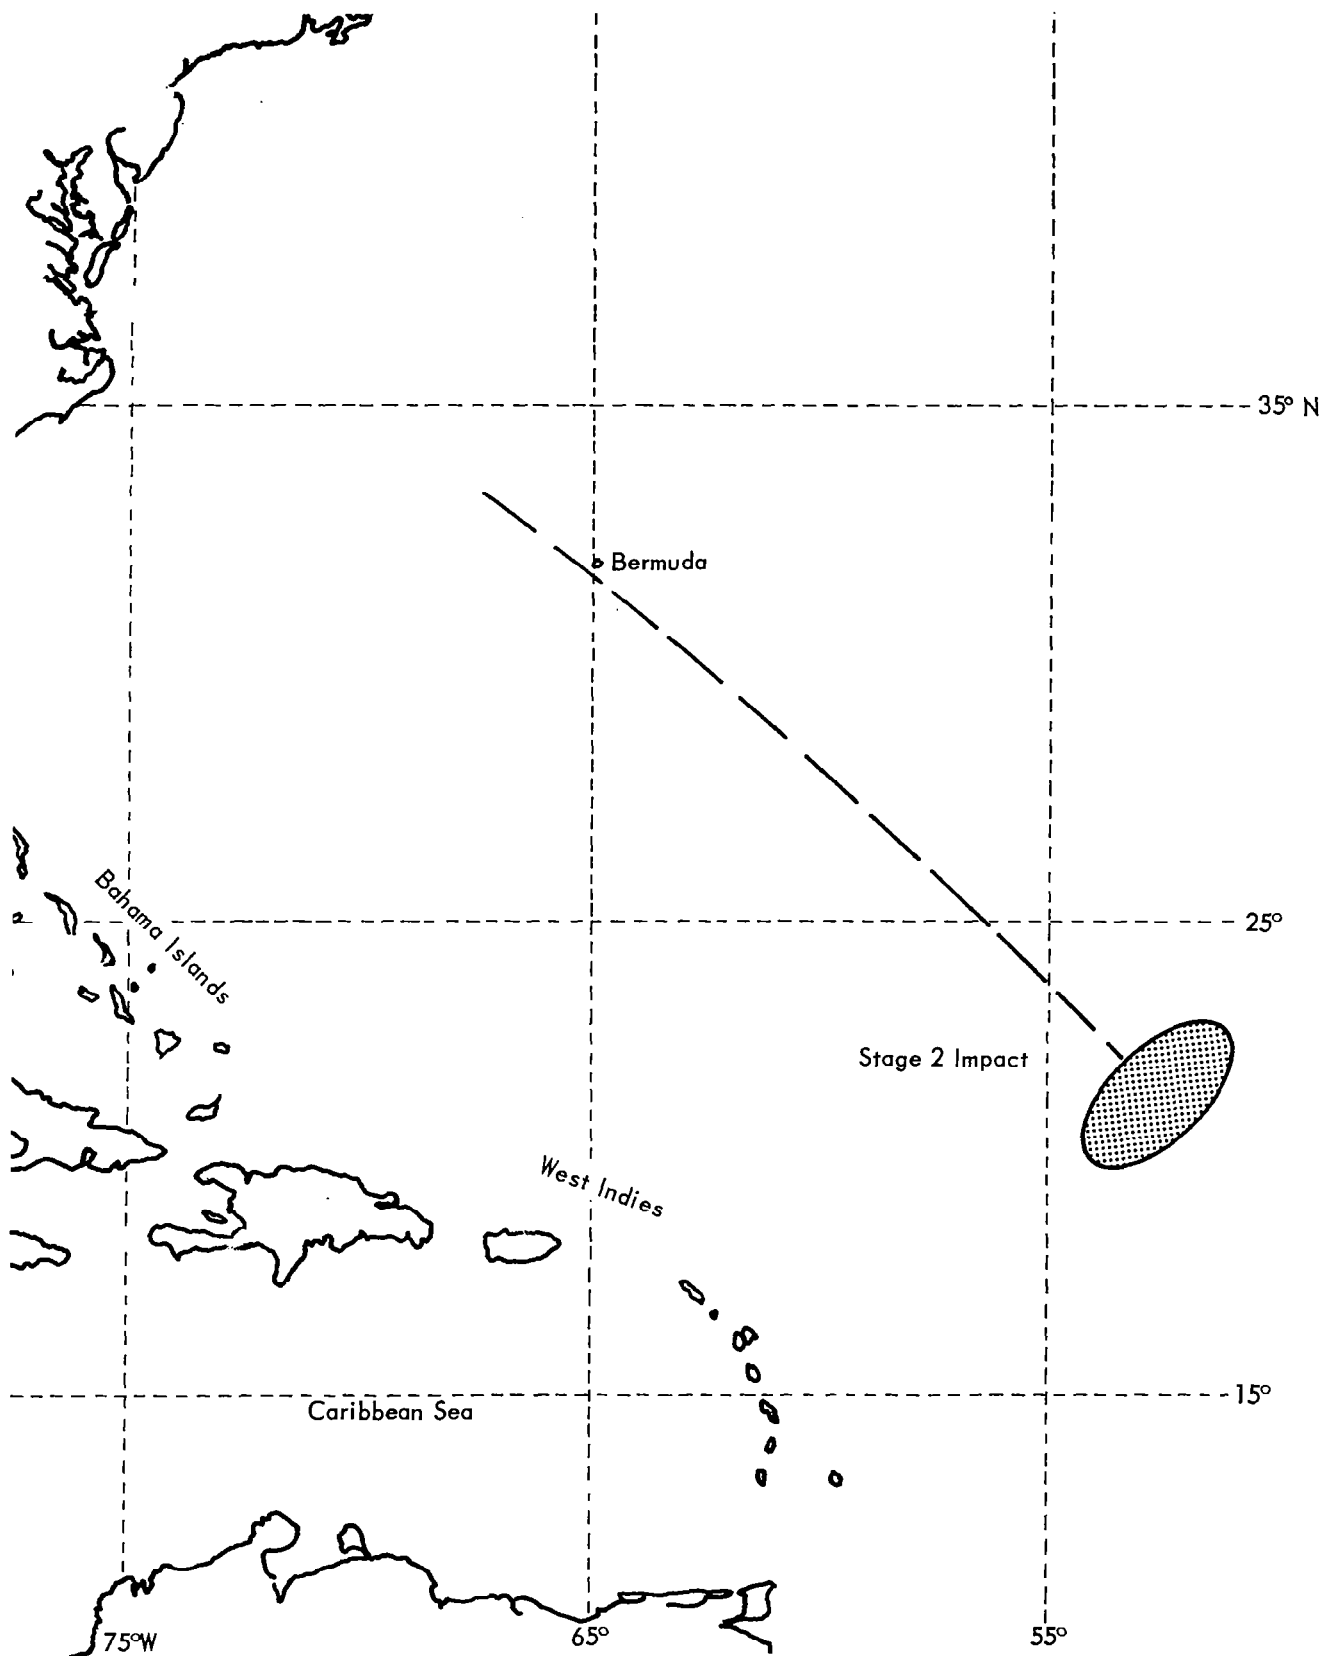 35° N
Bermuda
Bahama Islands
25°
Stage 2 Impact
West Indies
15°
Caribbean Sea
75°W
65°
55°